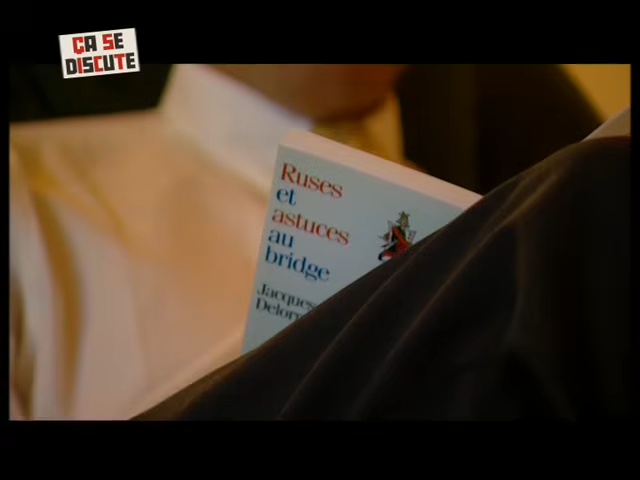 ÇA SE
DISCUTE
Ruses
et
astuces
au
bridge
Jacques